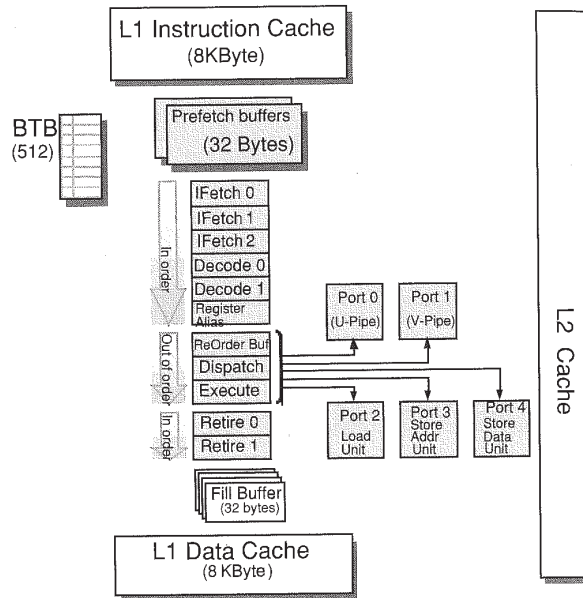 L1 Instruction Cache
(8KByte)
Prefetch buffers
(32 Bytes)
BTB
(512)
In order
IFetch 0
IFetch 1
IFetch 2
Decode 0
Decode 1
Register
Alias
Out of order
ReOrder Buf
Dispatch
Execute
In order
Retire 0
Retire 1
Port 0
(U-Pipe)
Port 1
(V-Pipe)
Port 2
Load
Unit
Port 3
Store
Addr
Unit
Port 4
Store
Data
Unit
Fill Buffer
(32 bytes)
L1 Data Cache
(8 KByte)
L2 Cache